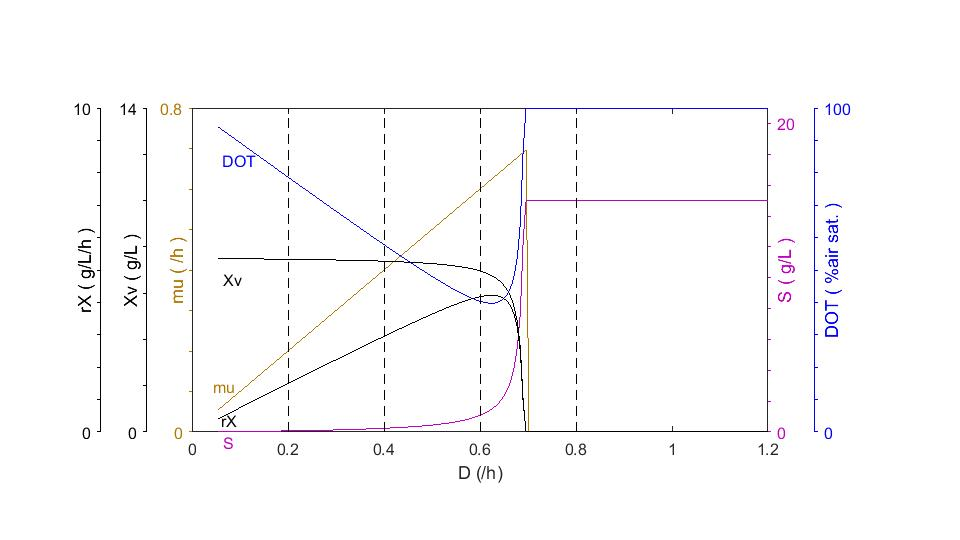 10
14
0.8
20
100
DOT
Xv
mu
rX
S
rX ( g/L/h )
Xv ( g/L )
mu ( /h )
S ( g/L )
DOT ( %air sat. )
0
0
0
0
0
0 0.2 0.4 0.6 0.8 1 1.2
D (/h)